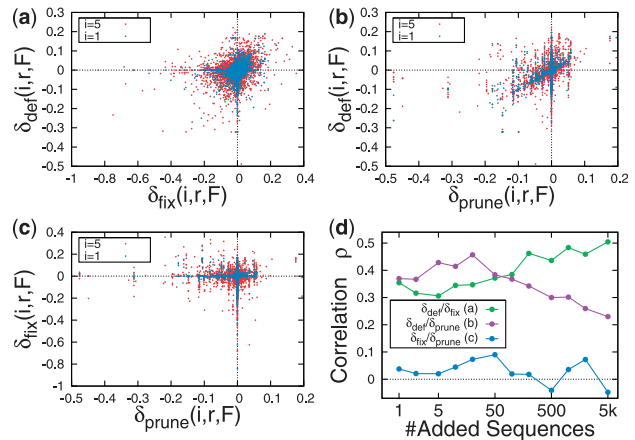 (a)
i=5
i=1
δdef(i,r,F)
0.3
0.2
0.1
0
-0.1
-0.2
-0.3
-0.4
-0.5
-1 -0.8 -0.6 -0.4 -0.2 0 0.2 0.4
δfix(i,r,F)
(b)
i=5
i=1
δdef(i,r,F)
0.3
0.2
0.1
0
-0.1
-0.2
-0.3
-0.4
-0.5
-0.5 -0.4 -0.3 -0.2 -0.1 0 0.1 0.2
δprune(i,r,F)
(c)
i=5
i=1
δfix(i,r,F)
0.4
0.2
0
-0.2
-0.4
-0.6
-0.8
-1
-0.5 -0.4 -0.3 -0.2 -0.1 0 0.1 0.2
δprune(i,r,F)
(d)
Correlation ρ
0.5
0.4
0.3
0.2
0.1
0
δdef/δfix (a)
δdef/δprune (b)
δfix/δprune (c)
1 5 50 500 5k
#Added Sequences